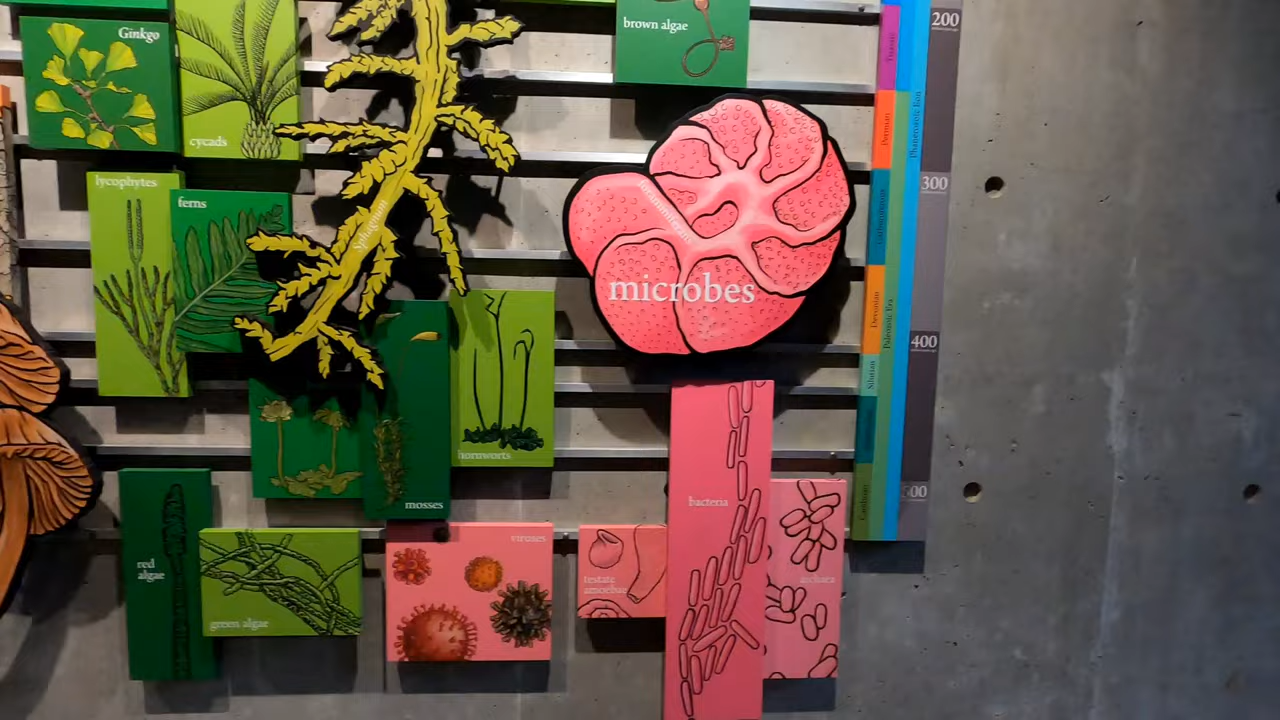 Ginkgo
cycads
brown algae
lycophytes
ferns
Sphagnum
foraminiferans
microbes
hornworts
mosses
red
algae
green algae
viruses
testate
amoebae
bacteria
archaea
200
300
400
500
Triassic
Permian
Carboniferous
Devonian
Silurian
Cambrian
Paleozoic Era
Phanerozoic Eon